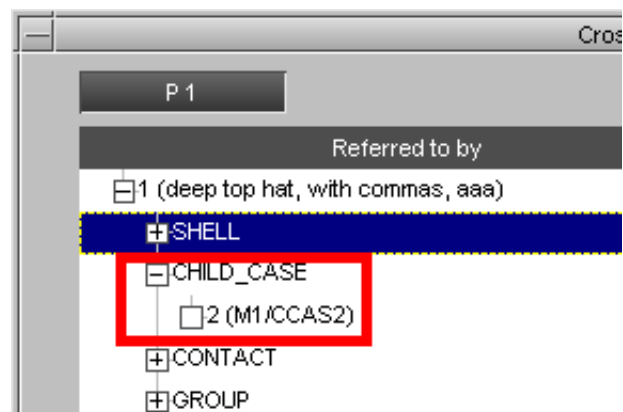 Cros
P 1
Referred to by
1 (deep top hat, with commas, aaa)
SHELL
CHILD_CASE
2 (M1/CCAS2)
CONTACT
GROUP